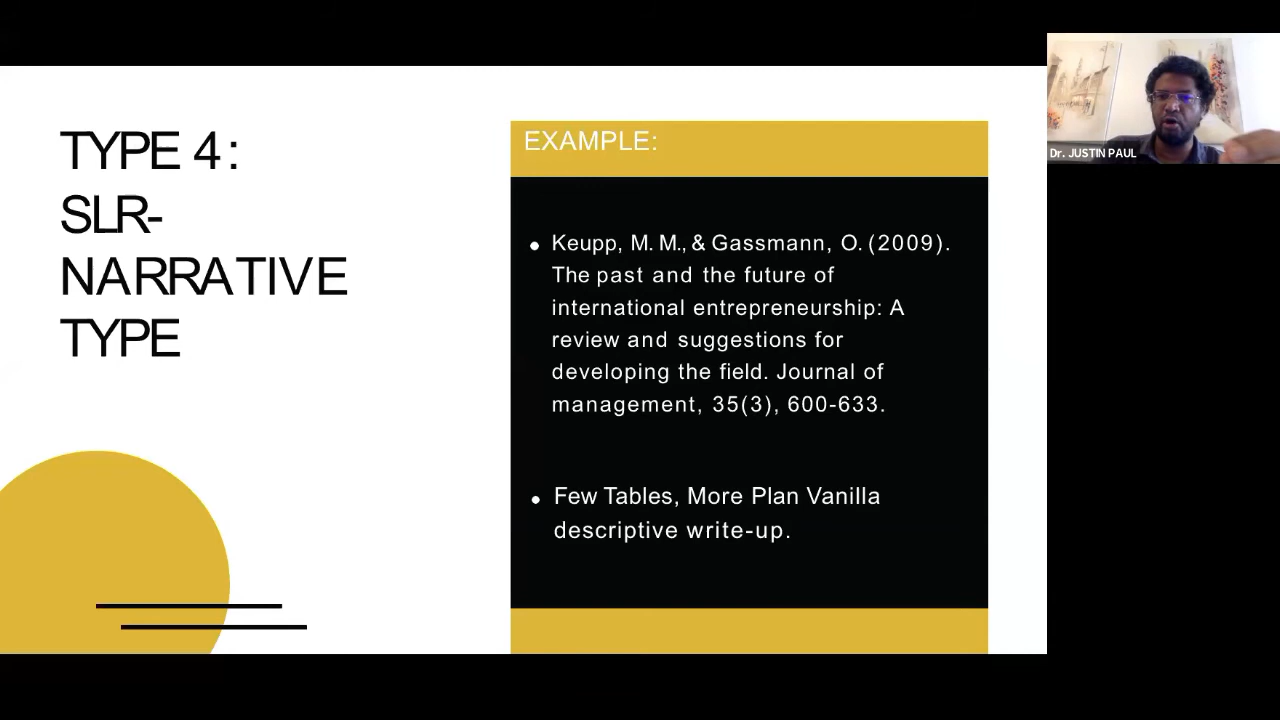 TYPE 4:
SLR-
NARRATIVE
TYPE
EXAMPLE:
• Keupp, M. M., & Gassmann, O. (2009).
The past and the future of
international entrepreneurship: A
review and suggestions for
developing the field. Journal of
management, 35(3), 600-633.
• Few Tables, More Plan Vanilla
descriptive write-up.
Dr. JUSTIN PAUL